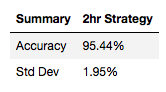 Summary 2hr Strategy
Accuracy 95.44%
Std Dev 1.95%